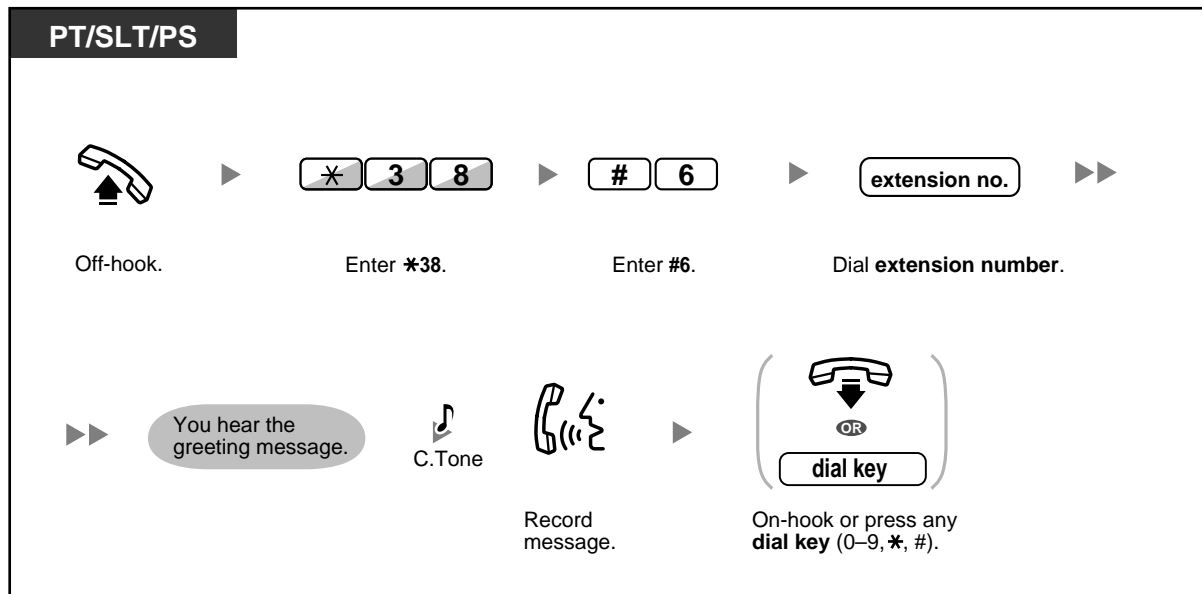 PT/SLT/PS
* 3 8
# 6
extension no.
Off-hook.
Enter *38.
Enter #6.
Dial extension number.
You hear the
greeting message.
C.Tone
OR
dial key
Record
message.
On-hook or press any
dial key (0–9, *, #).